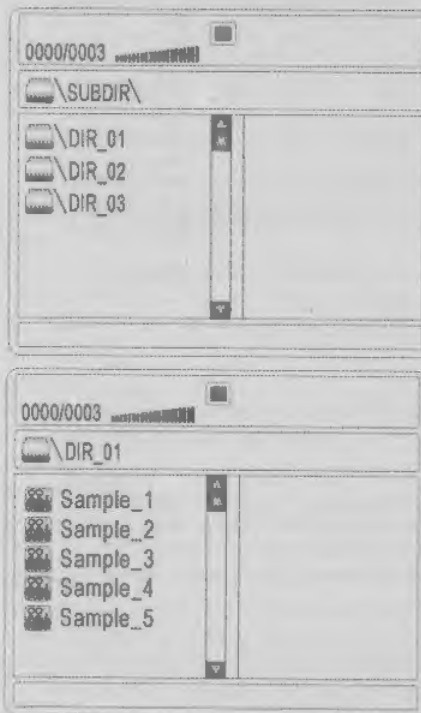 0000/0003
\SUBDIR\
\DIR_01
\DIR_02
\DIR_03
0000/0003
\DIR_01
Sample_1
Sample_2
Sample_3
Sample_4
Sample_5